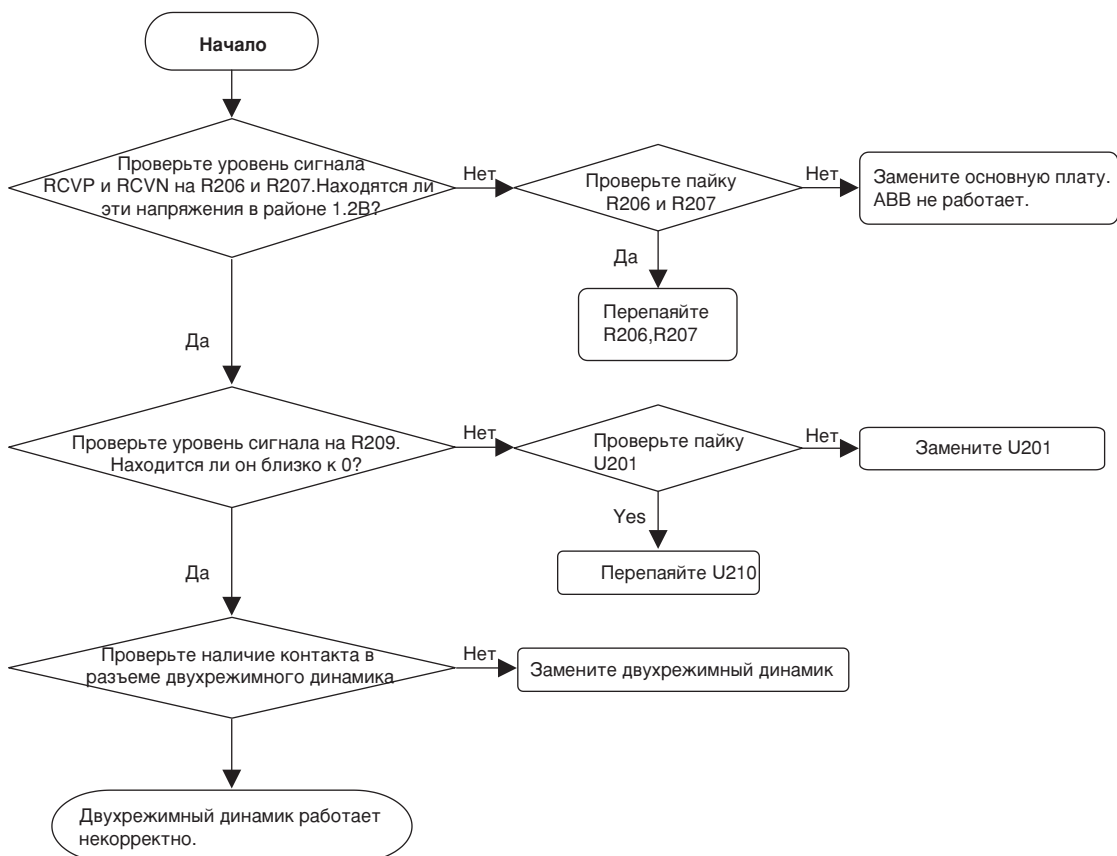 Начало
Проверьте уровень сигнала
RCVP и RCVN на R206 и R207.Находятся ли
эти напряжения в районе 1.2В?
Нет
Проверьте пайку
R206 и R207
Нет
Замените основную плату.
ABB не работает.
Да
Перепаяйте
R206,R207
Да
Проверьте уровень сигнала на R209.
Находится ли он близко к 0?
Нет
Проверьте пайку
U201
Нет
Замените U201
Yes
Перепаяйте U210
Да
Проверьте наличие контакта в
разъеме двухрежимного динамика
Нет
Замените двухрежимный динамик
Двухрежимный динамик работает
некорректно.